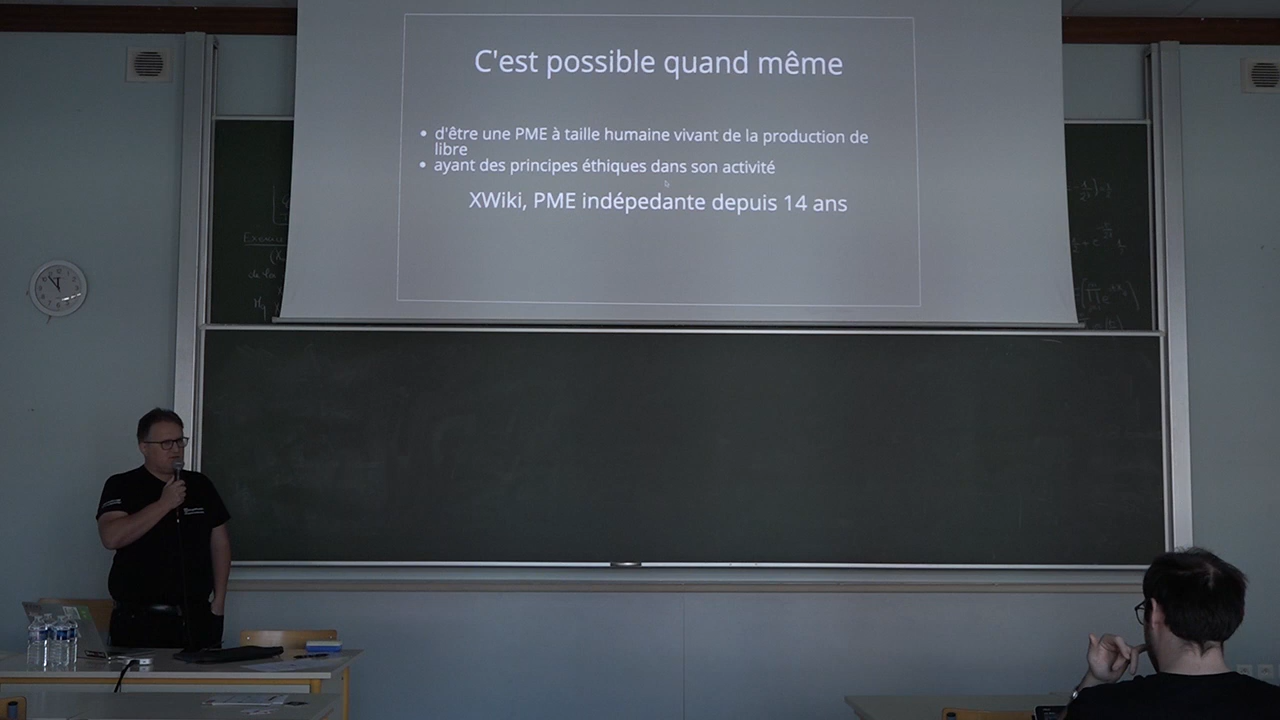 C'est possible quand même
• d'être une PME à taille humaine vivant de la production de
libre
• ayant des principes éthiques dans son activité
XWiki, PME indépedante depuis 14 ans